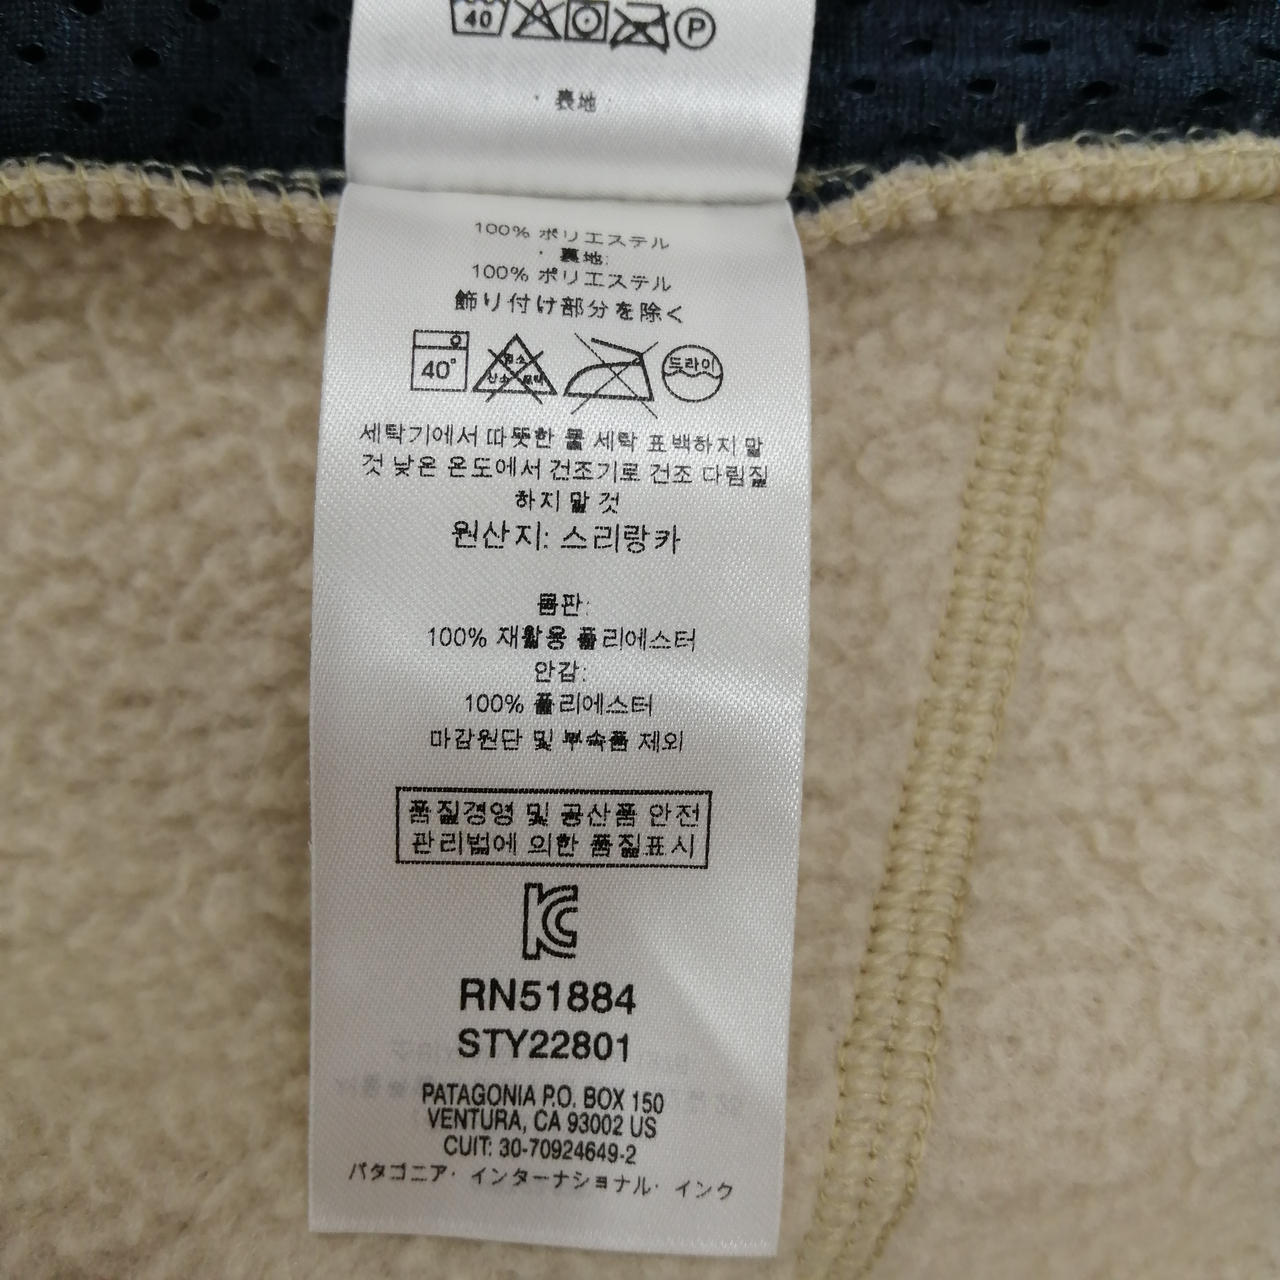 40
P
表地
100% ポリエステル
裏地:
100% ポリエステル
飾り付け部分を除く
40°
드라이
세탁기에서 따뜻한 물 세탁 표백하지 말
것 낮은 온도에서 건조기로 건조 다림질
하지 말 것
원산지: 스리랑카
몸판:
100% 재활용 폴리에스터
안감:
100% 폴리에스터
마감원단 및 부속품 제외
품질경영 및 공산품 안전
관리법에 의한 품질표시
KC
RN51884
STY22801
PATAGONIA P.O. BOX 150
VENTURA, CA 93002 US
CUIT: 30-70924649-2
パタゴニア・インターナショナル・インク